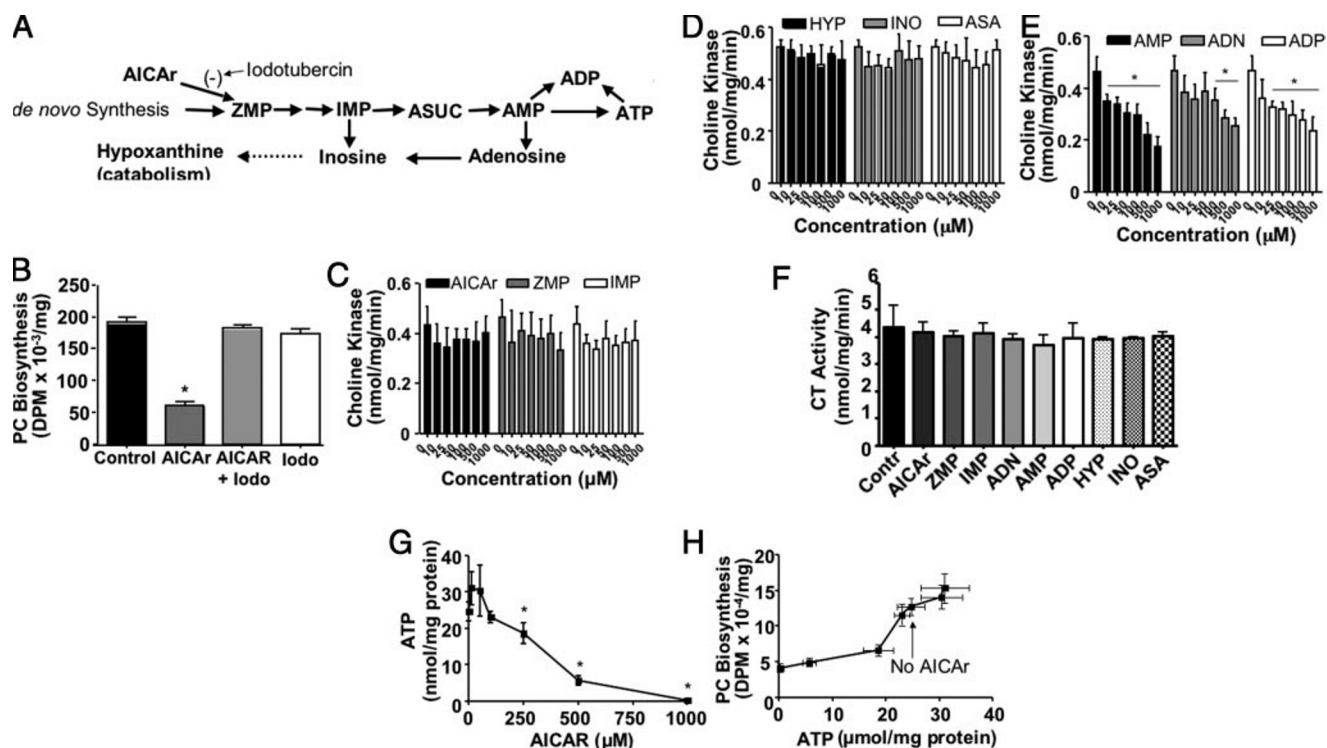 A
AICAr
(-)
Iodotubercin
de novo Synthesis
ZMP
IMP
ASUC
AMP
ADP
ATP
Hypoxanthine
(catabolism)
Inosine
Adenosine
B
PC Biosynthesis
(DPM x 10-3/mg)
250
200
150
100
50
0
*
Control
AICAr
AICAR
+ Iodo
Iodo
C
AICAr
ZMP
IMP
Choline Kinase
(nmol/mg/min)
0.6
0.4
0.2
0
Concentration (µM)
D
HYP
INO
ASA
Choline Kinase
(nmol/mg/min)
0.6
0.4
0.2
0
Concentration (µM)
E
AMP
ADN
ADP
Choline Kinase
(nmol/mg/min)
0.6
0.4
0.2
0
* * *
Concentration (µM)
F
CT Activity
(nmol/mg/min)
6
5
4
3
2
1
0
Contr
AICAr
ZMP
IMP
ADN
AMP
ADP
HYP
INO
ASA
G
ATP
(nmol/mg protein)
40
30
20
10
0
* * *
0 250 500 750 1000
AICAR (µM)
H
PC Biosynthesis
(DPM x 10-4/mg)
20
15
10
5
0
No AICAr
0 10 20 30 40
ATP (µmol/mg protein)